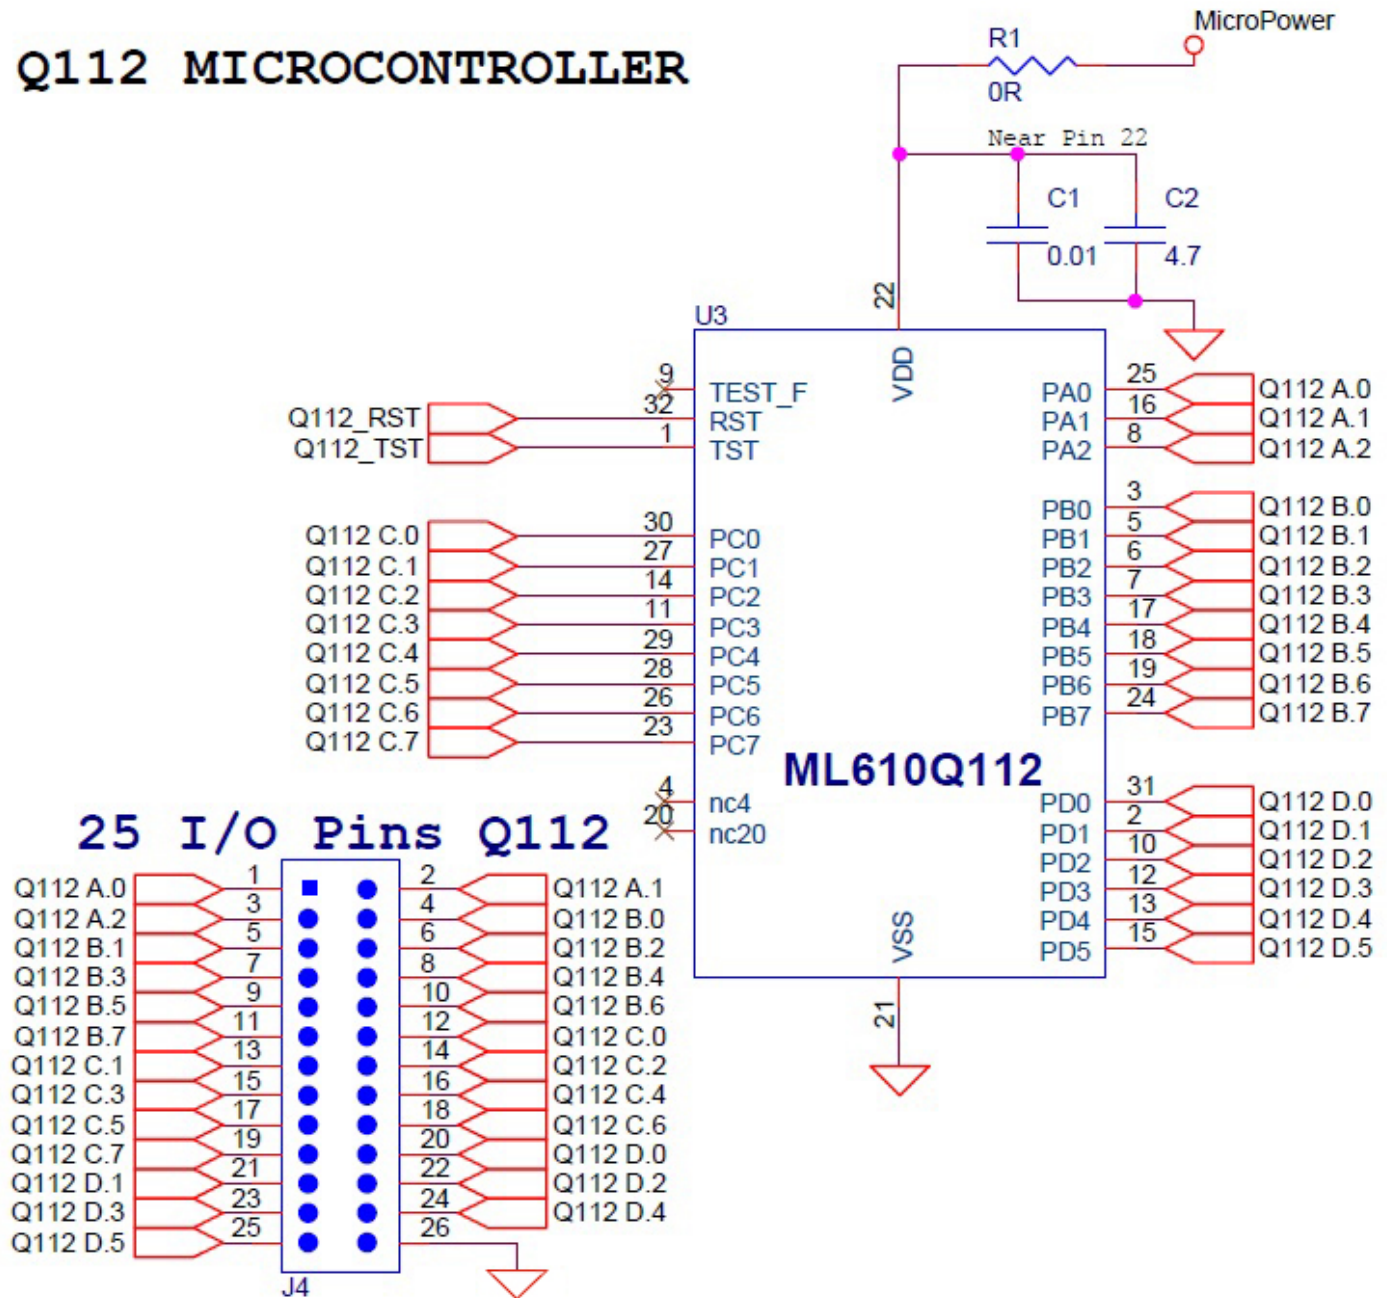 MicroPower
Q112 MICROCONTROLLER
R1
0R
Near Pin 22
C1 C2
0.01 4.7
22
U3
VDD
9 TEST_F PA0 25 Q112 A.0
Q112_RST 32 RST PA1 16 Q112 A.1
Q112_TST 1 TST PA2 8 Q112 A.2
PB0 3 Q112 B.0
Q112 C.0 30 PC0 PB1 5 Q112 B.1
Q112 C.1 27 PC1 PB2 6 Q112 B.2
Q112 C.2 14 PC2 PB3 7 Q112 B.3
Q112 C.3 11 PC3 PB4 17 Q112 B.4
Q112 C.4 29 PC4 PB5 18 Q112 B.5
Q112 C.5 28 PC5 PB6 19 Q112 B.6
Q112 C.6 26 PC6 PB7 24 Q112 B.7
Q112 C.7 23 PC7
ML610Q112
4 nc4 PD0 31 Q112 D.0
20 nc20 PD1 2 Q112 D.1
PD2 10 Q112 D.2
PD3 12 Q112 D.3
PD4 13 Q112 D.4
PD5 15 Q112 D.5
VSS
21
25 I/O Pins Q112
Q112 A.0 1 2 Q112 A.1
Q112 A.2 3 4 Q112 B.0
Q112 B.1 5 6 Q112 B.2
Q112 B.3 7 8 Q112 B.4
Q112 B.5 9 10 Q112 B.6
Q112 B.7 11 12 Q112 C.0
Q112 C.1 13 14 Q112 C.2
Q112 C.3 15 16 Q112 C.4
Q112 C.5 17 18 Q112 C.6
Q112 C.7 19 20 Q112 D.0
Q112 D.1 21 22 Q112 D.2
Q112 D.3 23 24 Q112 D.4
Q112 D.5 25 26
J4